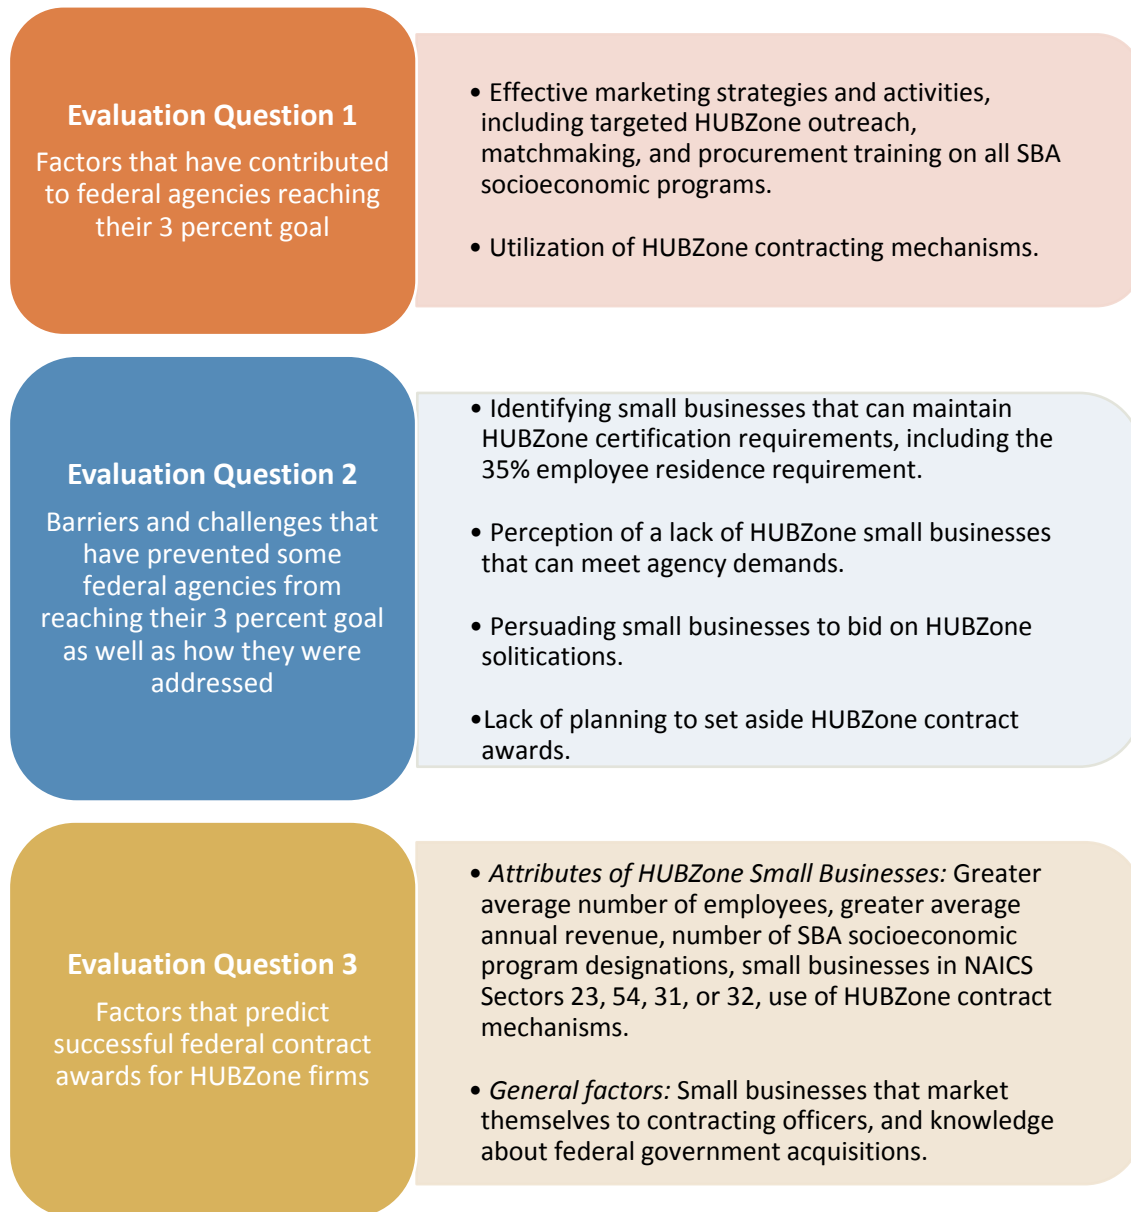 Evaluation Question 1
Factors that have contributed
to federal agencies reaching
their 3 percent goal
• Effective marketing strategies and activities,
including targeted HUBZone outreach,
matchmaking, and procurement training on all SBA
socioeconomic programs.
• Utilization of HUBZone contracting mechanisms.
Evaluation Question 2
Barriers and challenges that
have prevented some
federal agencies from
reaching their 3 percent goal
as well as how they were
addressed
• Identifying small businesses that can maintain
HUBZone certification requirements, including the
35% employee residence requirement.
• Perception of a lack of HUBZone small businesses
that can meet agency demands.
• Persuading small businesses to bid on HUBZone
solitications.
•Lack of planning to set aside HUBZone contract
awards.
Evaluation Question 3
Factors that predict
successful federal contract
awards for HUBZone firms
• Attributes of HUBZone Small Businesses: Greater
average number of employees, greater average
annual revenue, number of SBA socioeconomic
program designations, small businesses in NAICS
Sectors 23, 54, 31, or 32, use of HUBZone contract
mechanisms.
• General factors: Small businesses that market
themselves to contracting officers, and knowledge
about federal government acquisitions.